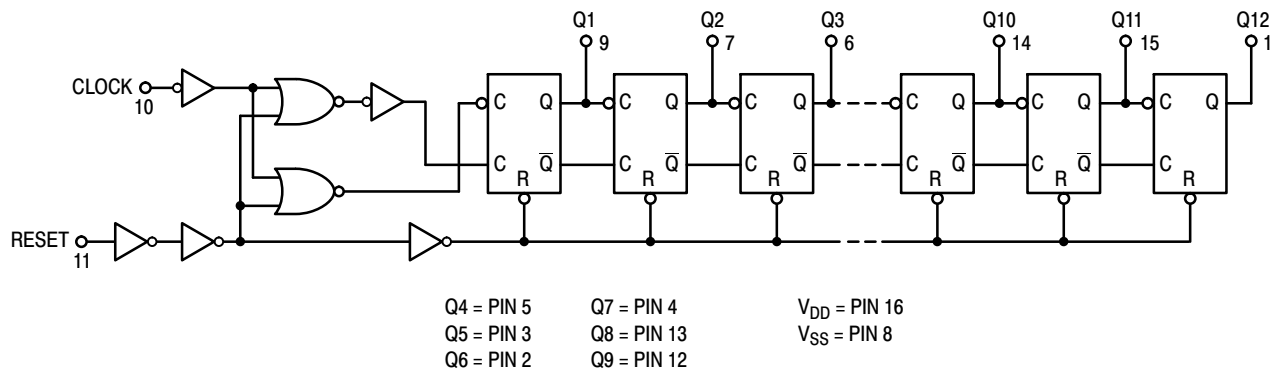 Q1 Q2 Q3 Q10 Q11 Q12
9 7 6 14 15 1
CLOCK
10
C Q C Q C Q C Q C Q C Q
C Q̅ C Q̅ C Q̅ C Q̅ C Q̅ C
R R R R R R
RESET
11
Q4 = PIN 5 Q7 = PIN 4 V_DD = PIN 16
Q5 = PIN 3 Q8 = PIN 13 V_SS = PIN 8
Q6 = PIN 2 Q9 = PIN 12